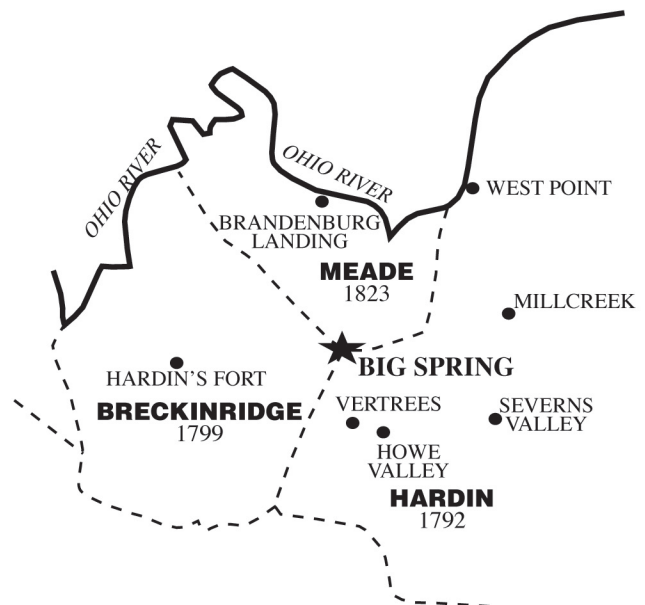 OHIO RIVER
OHIO RIVER
WEST POINT
BRANDENBURG
LANDING
MEADE
1823
MILLCREEK
BIG SPRING
HARDIN'S FORT
BRECKINRIDGE
1799
VERTREES
SEVERNS
VALLEY
HOWE
VALLEY
HARDIN
1792